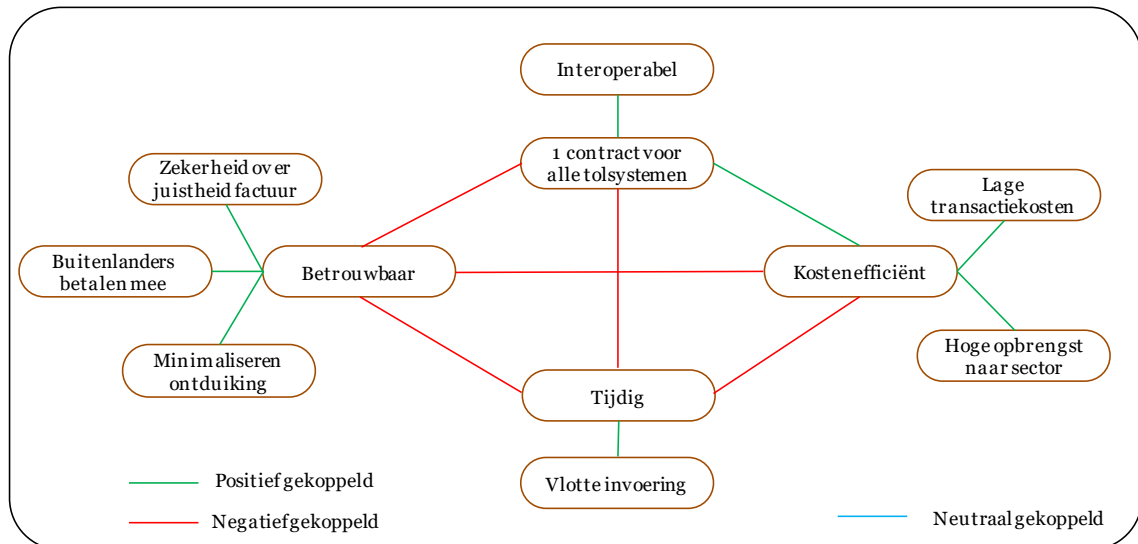 Interoperabel
1 contract voor
alle tolsystemen
Zekerheid over
juistheid factuur
Lage
transactiekosten
Buitenlanders
betalen mee
Betrouwbaar
Kostenefficiënt
Minimaliseren
ontduiking
Hoge opbrengst
naar sector
Tijdig
Vlotte invoering
Positief gekoppeld
Negatief gekoppeld
Neutraal gekoppeld